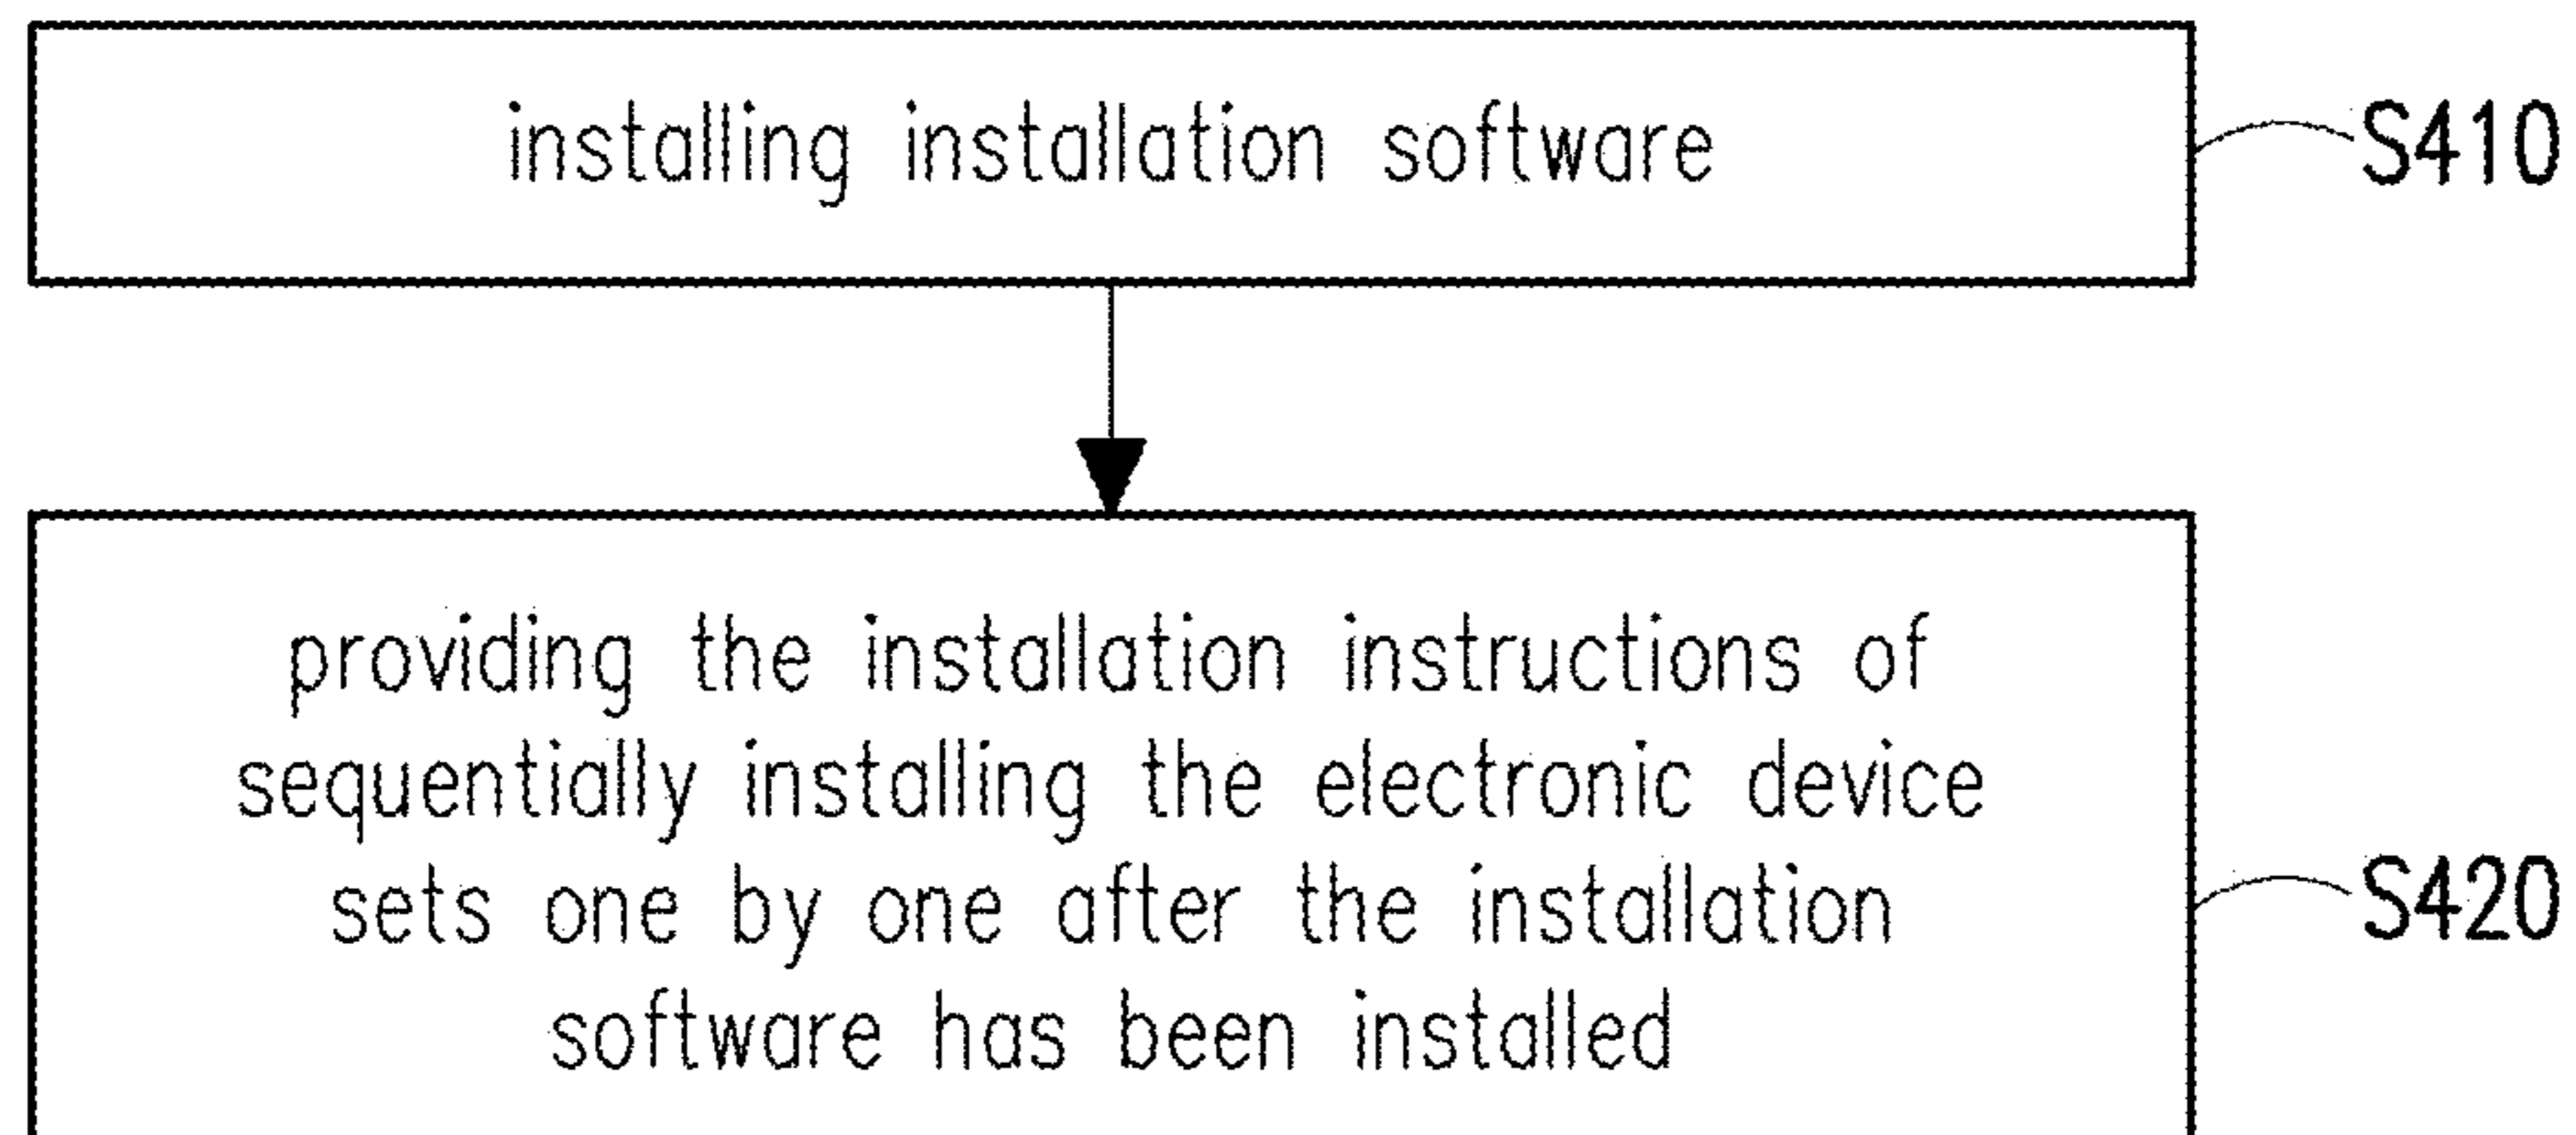 installing installation software
S410
providing the installation instructions of
sequentially installing the electronic device
sets one by one after the installation
software has been installed
S420